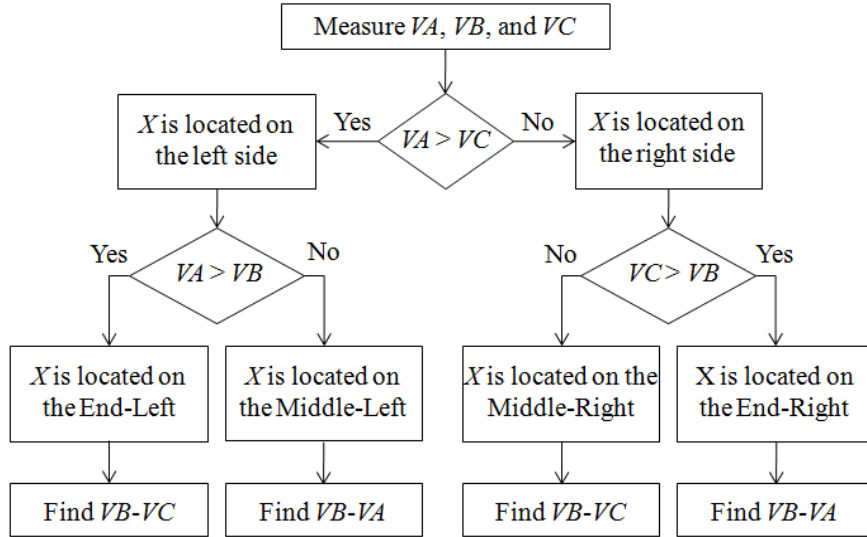 Measure VA, VB, and VC
X is located on
the left side
Yes
VA > VC
No
X is located on
the right side
Yes
VA > VB
No
No
VC > VB
Yes
X is located on
the End-Left
X is located on
the Middle-Left
X is located on the
Middle-Right
X is located on
the End-Right
Find VB-VC
Find VB-VA
Find VB-VC
Find VB-VA